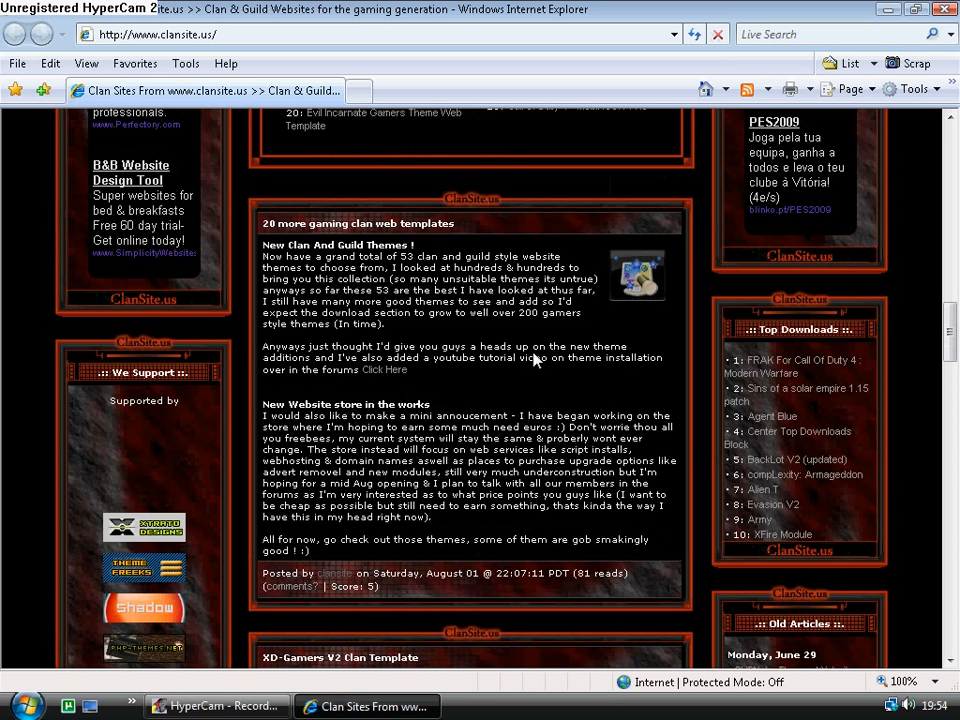 Unregistered HyperCam 2
ite.us >> Clan & Guild Websites for the gaming generation - Windows Internet Explorer
http://www.clansite.us/
Live Search
File Edit View Favorites Tools Help
List Scrap
Clan Sites From www.clansite.us >> Clan & Guild...
Page Tools
professionals.
www.Perfectory.com
B&B Website
Design Tool
Super websites for
bed & breakfasts
Free 60 day trial-
Get online today!
www.SimplicityWebsite
ClanSite.us
ClanSite.us
.:: We Support ::.
Supported by
XTRATO
DESIGNS
THEME
FREEKS
Shadow
PHP-THEMES.NET
20: Evil Incarnate Gamers Theme Web
Template
ClanSite.us
20 more gaming clan web templates
New Clan And Guild Themes !
Now have a grand total of 53 clan and guild style website
themes to choose from, I looked at hundreds & hundreds to
bring you this collection (so many unsuitable themes its untrue)
anyways so far these 53 are the best I have looked at thus far,
I still have many more good themes to see and add so I'd
expect the download section to grow to well over 200 gamers
style themes (In time).
Anyways just thought I'd give you guys a heads up on the new theme
additions and I've also added a youtube tutorial video on theme installation
over in the forums Click Here
New Website store in the works
I would also like to make a mini annoucement - I have began working on the
store where I'm hoping to earn some much need euros :) Don't worrie thou all
you freebees, my current system will stay the same & proberly wont ever
change. The store instead will focus on web services like script installs,
webhosting & domain names aswell as places to purchase upgrade options like
advert removel and new modules, still very much underconstruction but I'm
hoping for a mid Aug opening & I plan to talk with all our members in the
forums as I'm very interested as to what price points you guys like (I want to
be cheap as possible but still need to earn something, thats kinda the way I
have this in my head right now).
All for now, go check out those themes, some of them are gob smakingly
good ! :)
Posted by clansite on Saturday, August 01 @ 22:07:11 PDT (81 reads)
(comments? | Score: 5)
ClanSite.us
XD-Gamers V2 Clan Template
PES2009
Joga pela tua
equipa, ganha a
todos e leva o teu
clube à Vitória!
(4e/s)
blinko.pt/PES2009
ClanSite.us
ClanSite.us
.:: Top Downloads ::.
• 1: FRAK For Call Of Duty 4 :
Modern Warfare
• 2: Sins of a solar empire 1.15
patch
• 3: Agent Blue
• 4: Center Top Downloads
Block
• 5: BackLot V2 (updated)
• 6: compLexity: Armageddon
• 7: Alien T
• 8: Evasion V2
• 9: Army
• 10: XFire Module
ClanSite.us
ClanSite.us
.:: Old Articles ::.
Monday, June 29
Internet | Protected Mode: Off
100%
HyperCam - Record...
Clan Sites From ww...
19:54